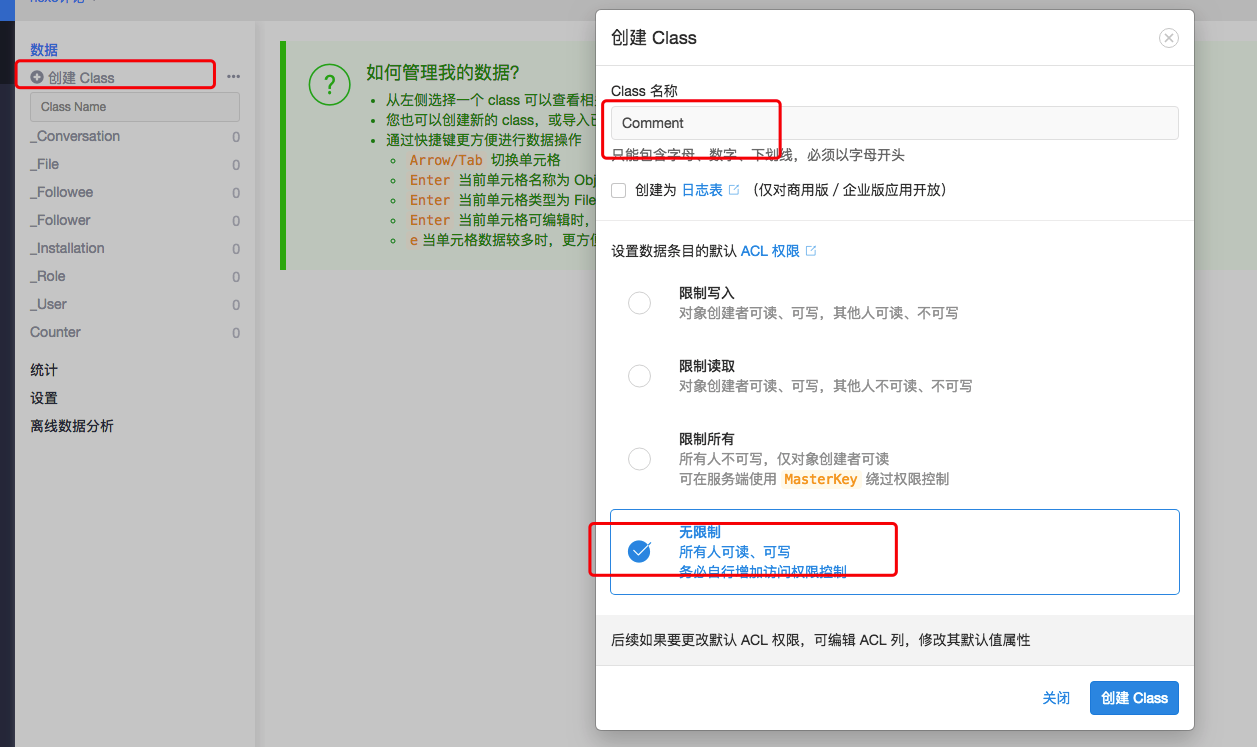 数据
创建 Class
Class Name
_Conversation 0
_File 0
_Followee 0
_Follower 0
_Installation 0
_Role 0
_User 0
Counter 0
统计
设置
离线数据分析
?
如何管理我的数据?
从左侧选择一个 class 可以查看相
您也可以创建新的 class，或导入
通过快捷键更方便进行数据操作
Arrow/Tab 切换单元格
Enter 当前单元格名称为 Obj
Enter 当前单元格类型为 File
Enter 当前单元格可编辑时，
e 当单元格数据较多时，更方
创建 Class
Class 名称
Comment
只能包含字母，数字，下划线，必须以字母开头
创建为 日志表 （仅对商用版 / 企业版应用开放）
设置数据条目的默认 ACL 权限
限制写入
对象创建者可读、可写，其他人可读、不可写
限制读取
对象创建者可读、可写，其他人不可读、不可写
限制所有
所有人不可写，仅对象创建者可读
可在服务端使用 MasterKey 绕过权限控制
无限制
所有人可读、可写
务必自行增加访问权限控制
后续如果要更改默认 ACL 权限，可编辑 ACL 列，修改其默认值属性
关闭
创建 Class